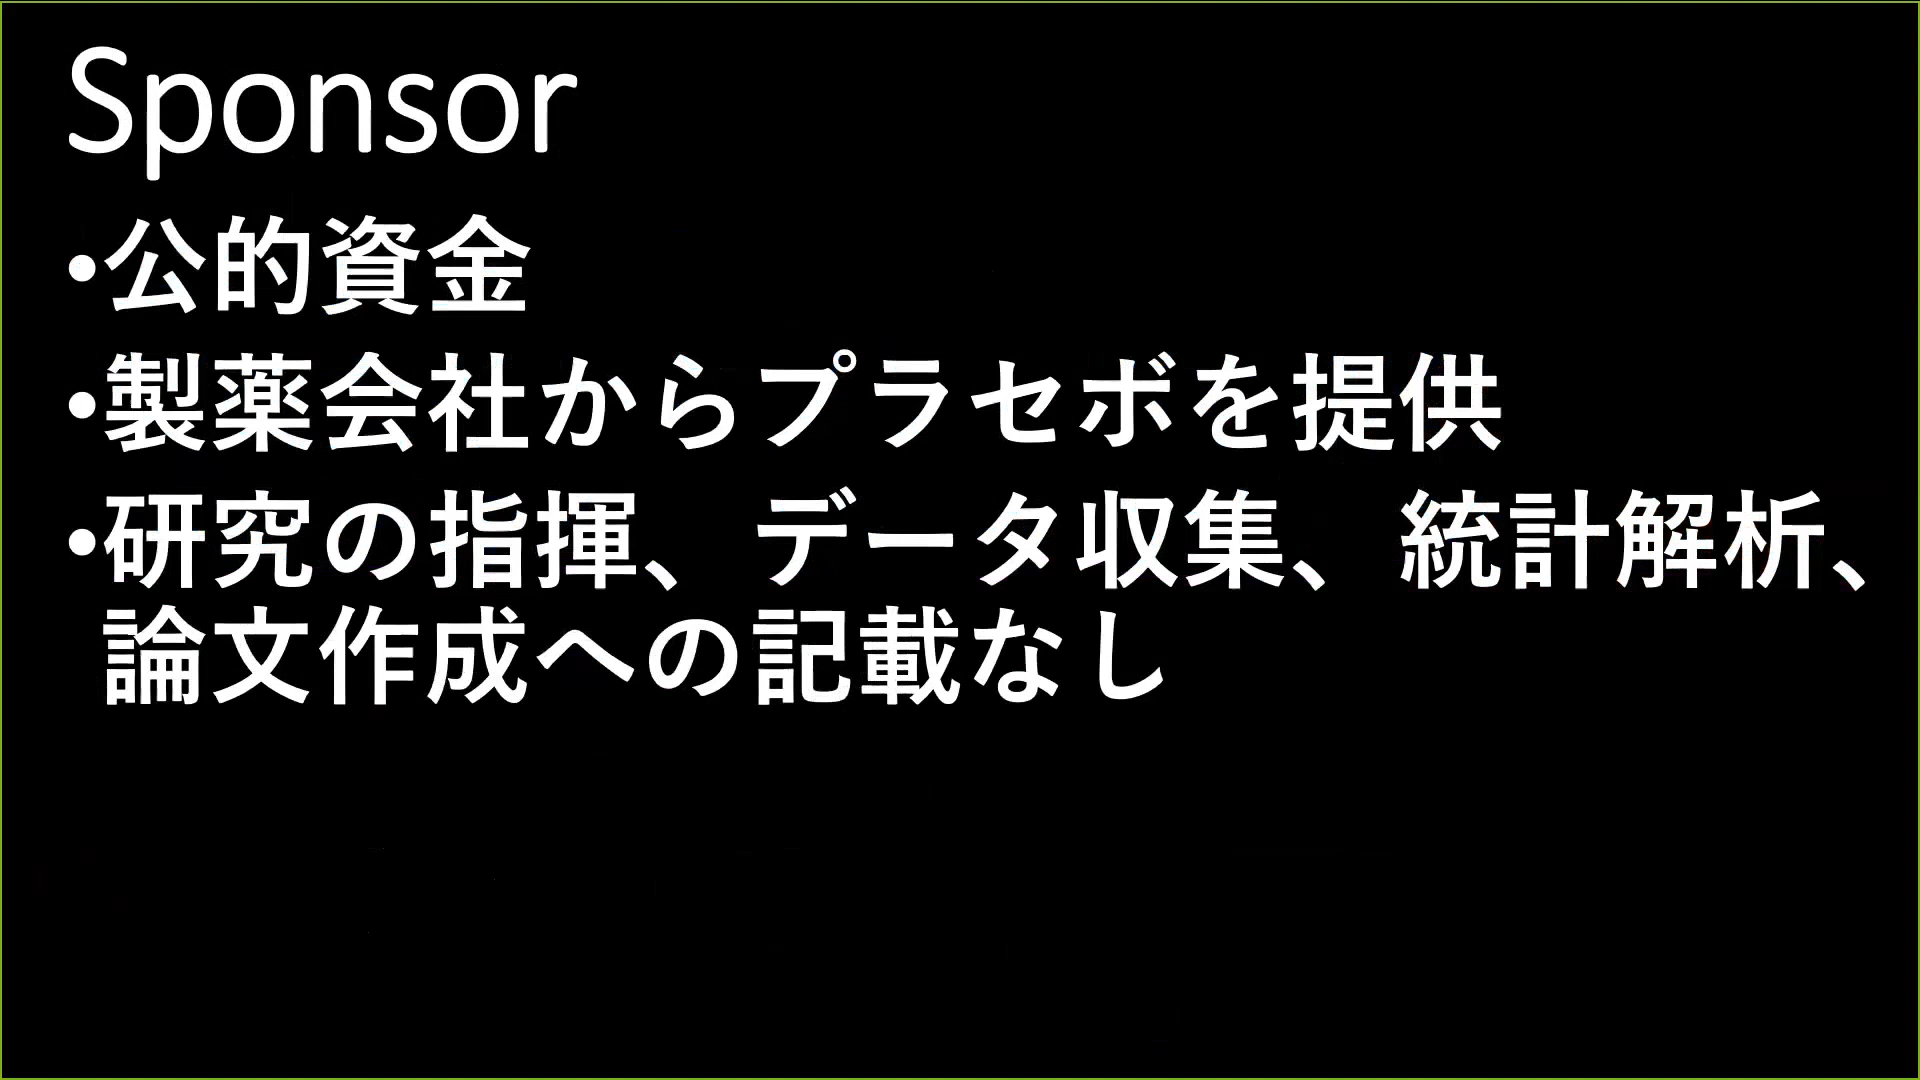 Sponsor
•公的資金
•製薬会社からプラセボを提供
•研究の指揮、データ収集、統計解析、
論文作成への記載なし